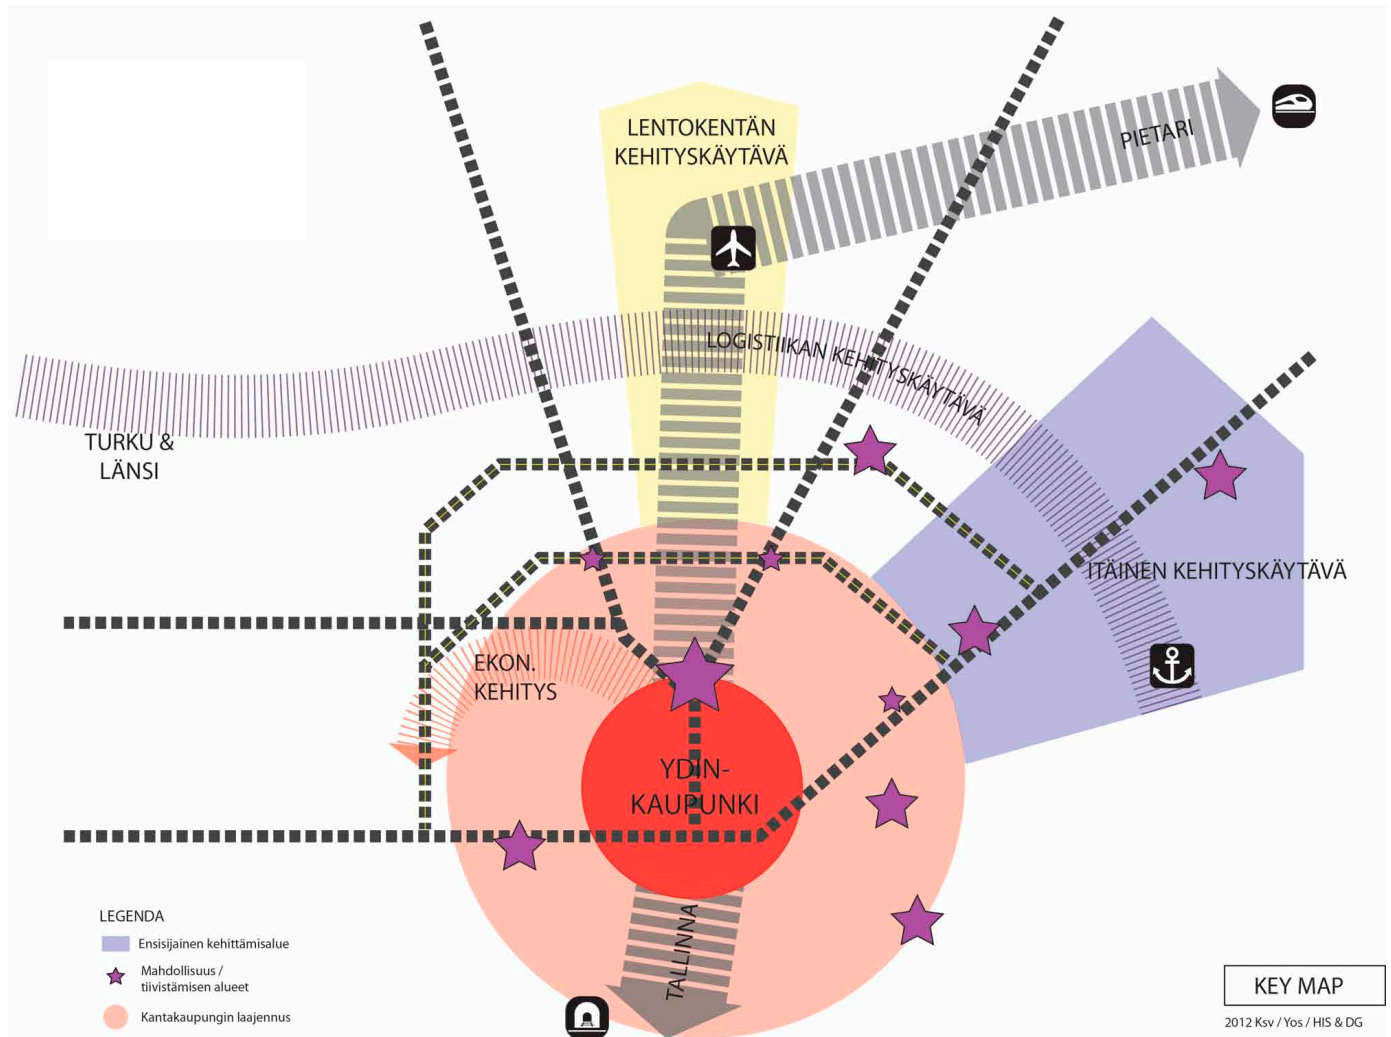 LENTOKENTÄN
KEHITYSKÄYTÄVÄ
PIETARI
LOGISTIIKAN KEHITYSKÄYTÄVÄ
TURKU &
LÄNSI
ITÄINEN KEHITYSKÄYTÄVÄ
EKON.
KEHITYS
YDIN-
KAUPUNKI
TALLINNA
LEGENDA
Ensisijainen kehittämisalue
Mahdollisuus /
tiivistämisen alueet
Kantakaupungin laajennus
KEY MAP
2012 Ksv / Yos / HIS & DG